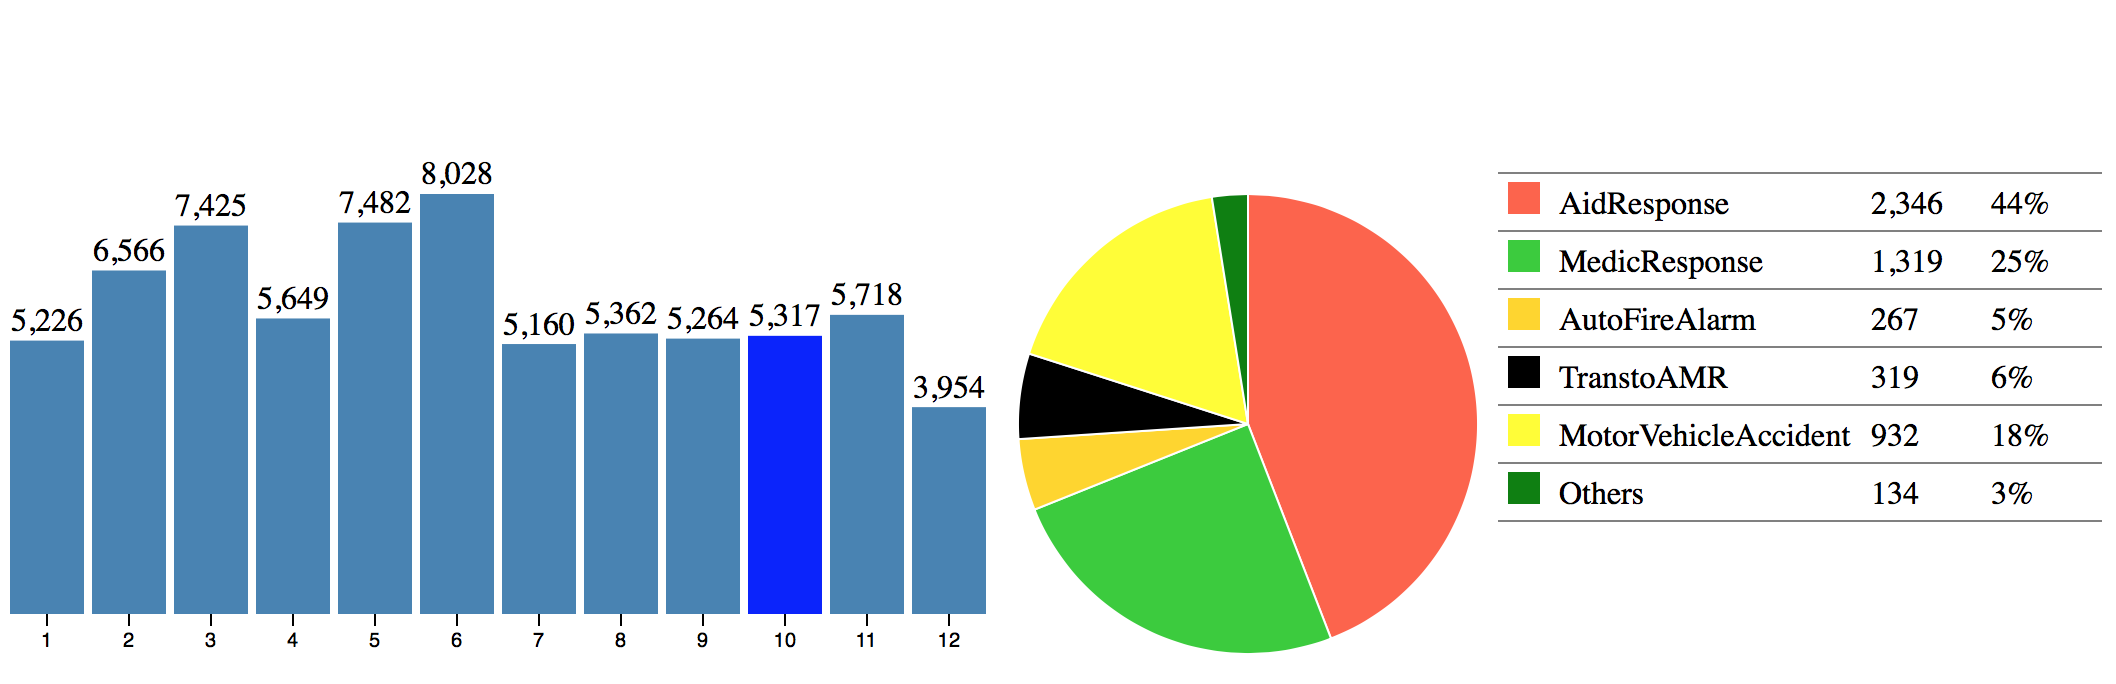 8,028
7,425
7,482
6,566
5,649
5,718
5,226
5,160
5,362
5,264
5,317
3,954
1 2 3 4 5 6 7 8 9 10 11 12
AidResponse 2,346 44%
MedicResponse 1,319 25%
AutoFireAlarm 267 5%
TranstoAMR 319 6%
MotorVehicleAccident 932 18%
Others 134 3%